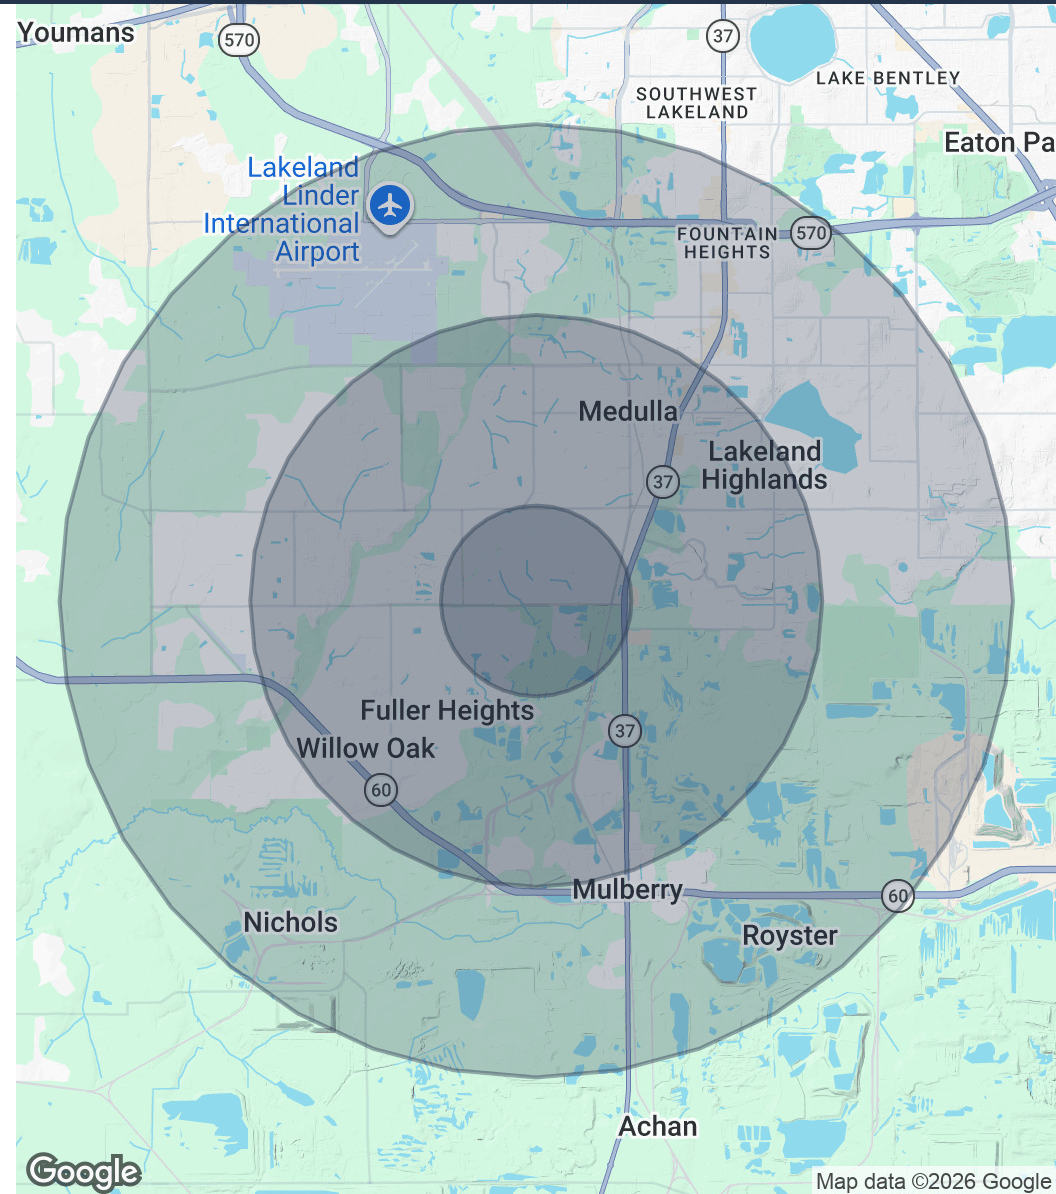 Youmans
570
37
LAKE BENTLEY
SOUTHWEST
LAKELAND
Eaton Pa
Lakeland
Linder
International
Airport
FOUNTAIN
HEIGHTS
570
Medulla
Lakeland
Highlands
37
Fuller Heights
37
Willow Oak
60
Mulberry
60
Nichols
Royster
Achan
Google
Map data ©2026 Google